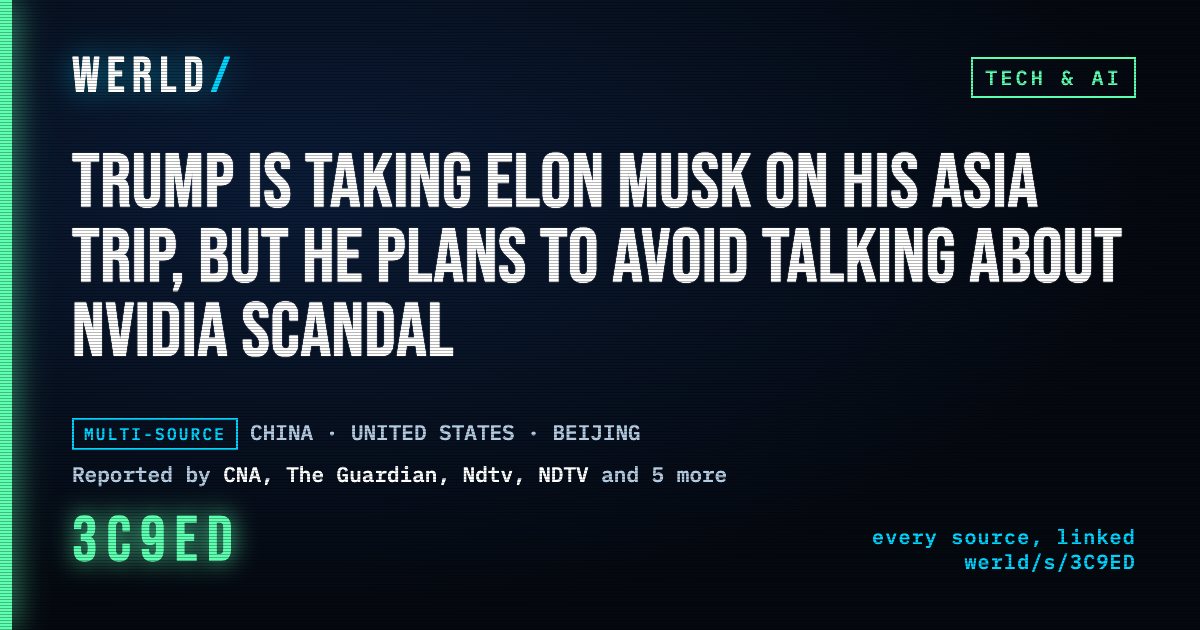 WERLD/
TECH & AI
TRUMP IS TAKING ELON MUSK ON HIS ASIA
TRIP, BUT HE PLANS TO AVOID TALKING ABOUT
NVIDIA SCANDAL
MULTI-SOURCE CHINA · UNITED STATES · BEIJING
Reported by CNA, The Guardian, Ndtv, NDTV and 5 more
3C9ED
every source, linked
werld/s/3C9ED